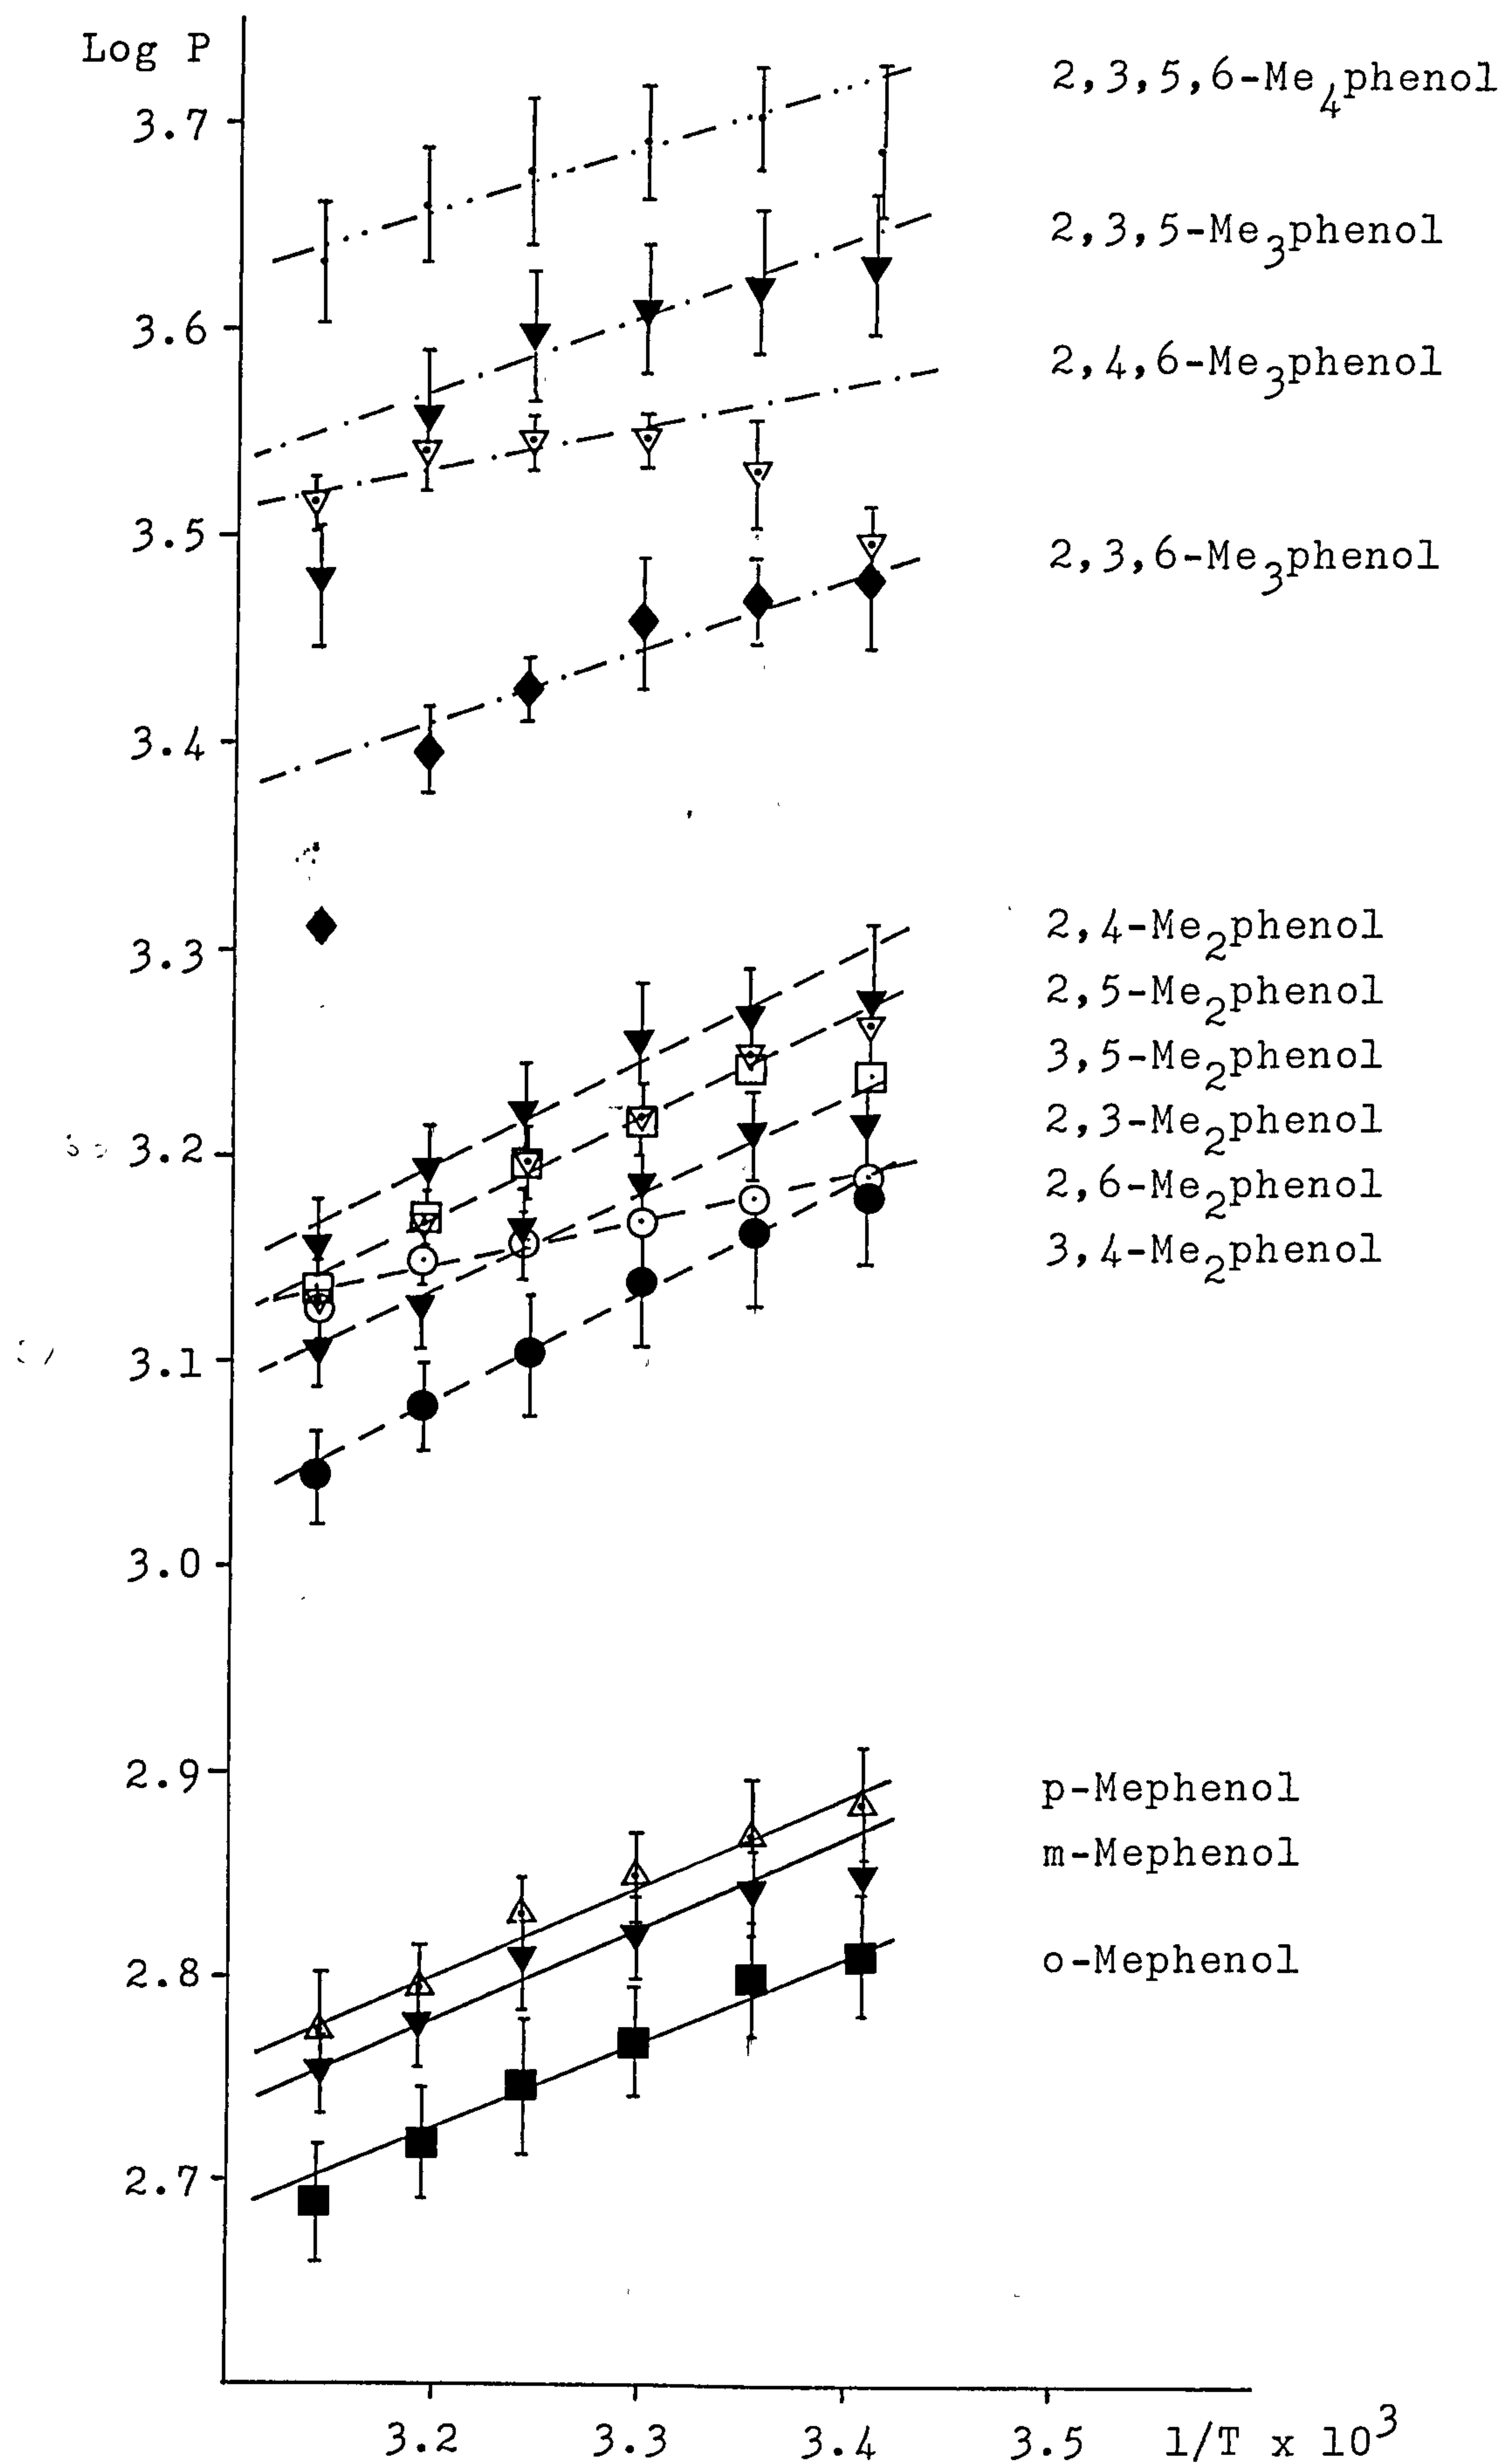 Log P
2,3,5,6-Me₄phenol
3.7
2,3,5-Me₃phenol
3.6
2,4,6-Me₃phenol
3.5
2,3,6-Me₃phenol
3.4
3.3
2,4-Me₂phenol
2,5-Me₂phenol
3,5-Me₂phenol
3.2
2,3-Me₂phenol
2,6-Me₂phenol
3,4-Me₂phenol
3.1
3.0
2.9
p-Mephenol
m-Mephenol
2.8
o-Mephenol
2.7
3.2 3.3 3.4 3.5 1/T x 10³